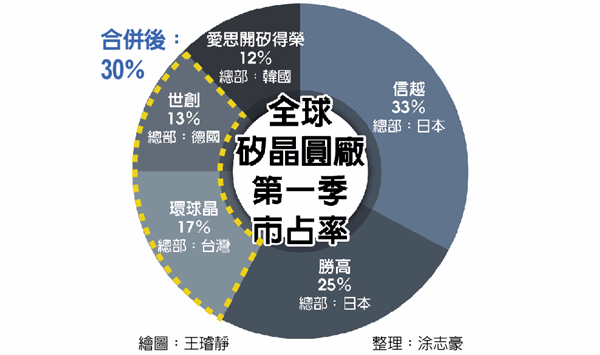 合併後：
30%
愛思開矽得榮
12%
總部：韓國
世創
13%
總部：德國
環球晶
17%
總部：台灣
信越
33%
總部：日本
勝高
25%
總部：日本
全球
矽晶圓廠
第一季
市占率
繪圖：王璿靜
整理：涂志豪